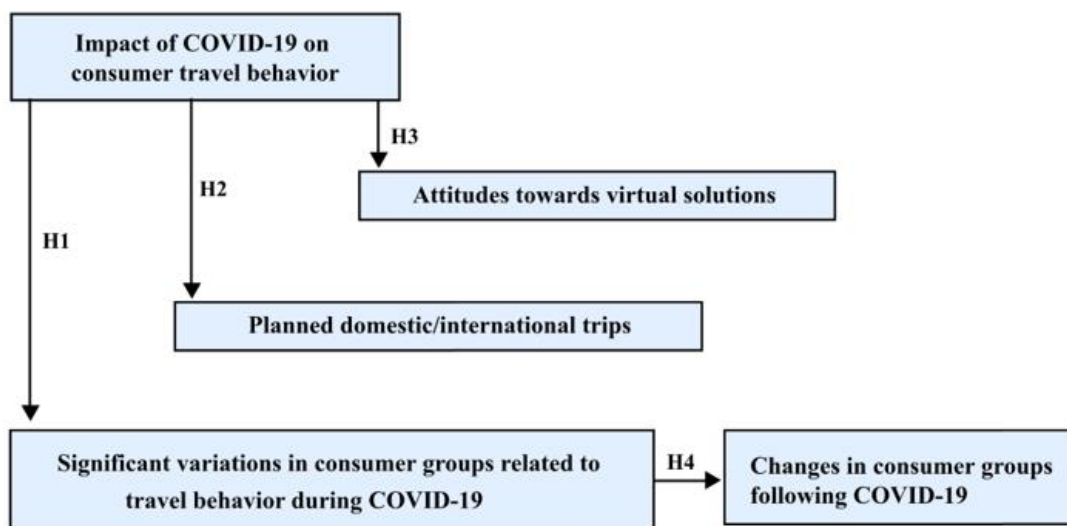 Impact of COVID-19 on
consumer travel behavior
H3
Attitudes towards virtual solutions
H2
H1
Planned domestic/international trips
Significant variations in consumer groups related to
travel behavior during COVID-19
H4
Changes in consumer groups
following COVID-19